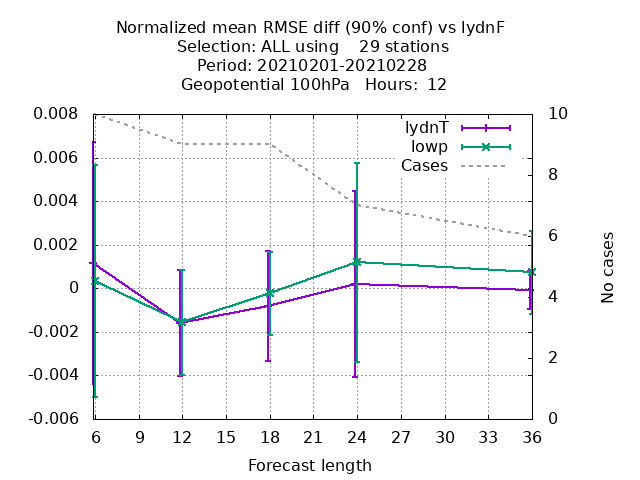 Normalized mean RMSE diff (90% conf) vs lydnF
Selection: ALL using    29 stations
Period: 20210201-20210228
Geopotential 100hPa   Hours:  12
lydnT
lowp
Cases
0.008
0.006
0.004
0.002
0
-0.002
-0.004
-0.006
10
8
6
4
2
0
No cases
6 9 12 15 18 21 24 27 30 33 36
Forecast length